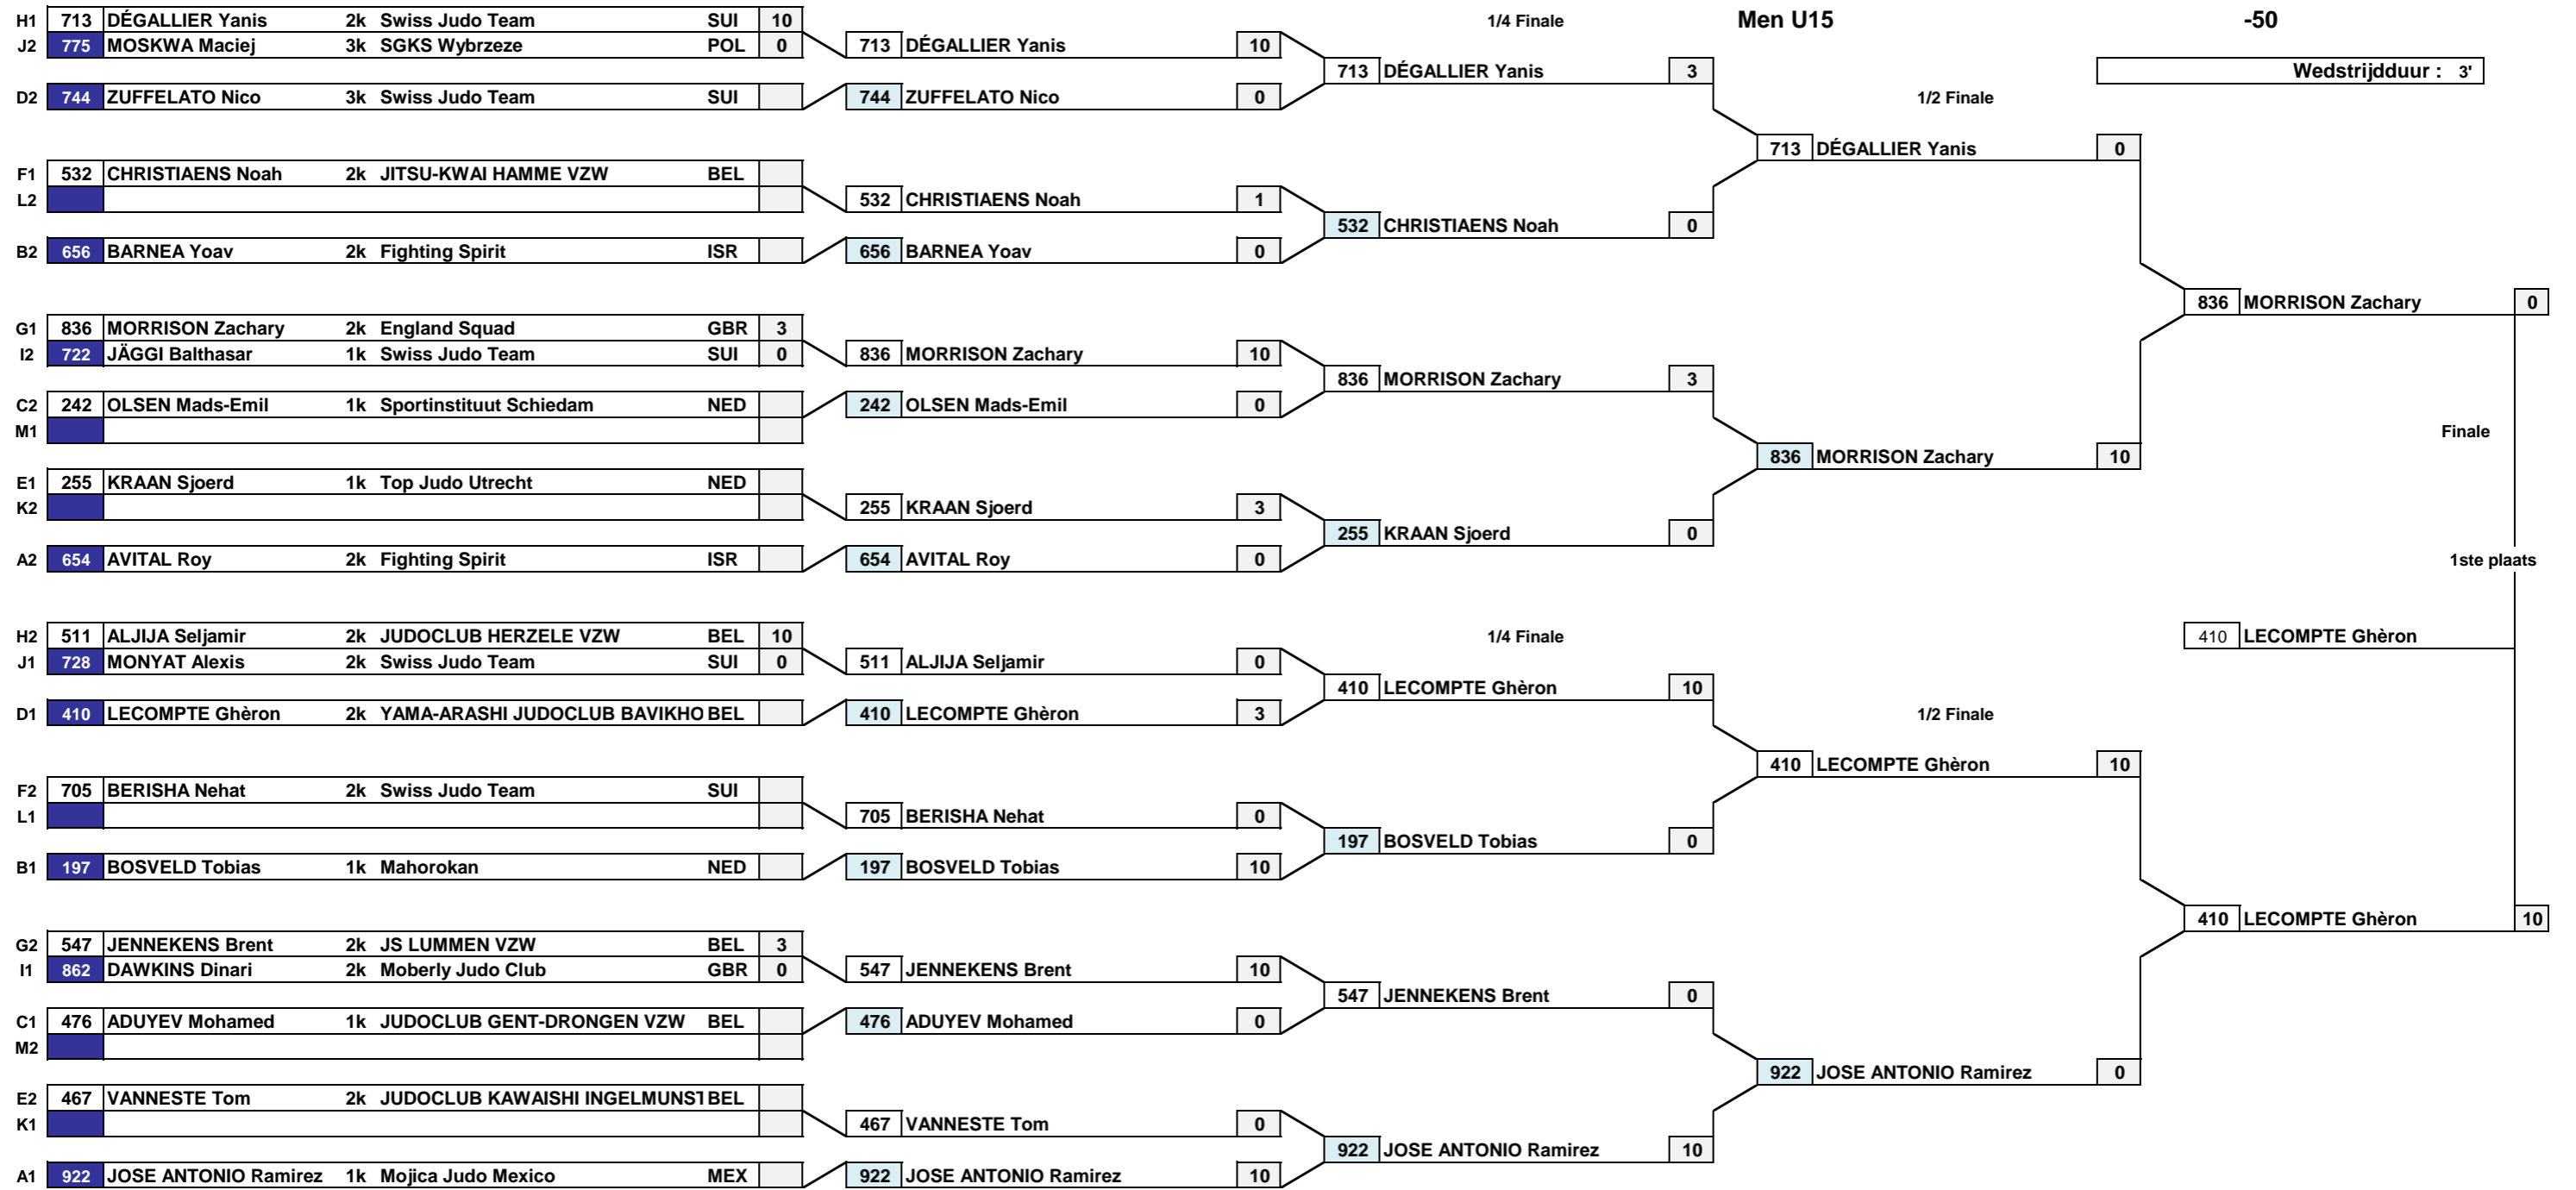 H1 713 DÉGALLIER Yanis 2k Swiss Judo Team SUI 10 1/4 Finale Men U15 -50
J2 775 MOSKWA Maciej 3k SGKS Wybrzeze POL 0 713 DÉGALLIER Yanis 10
713 DÉGALLIER Yanis 3 Wedstrijdduur : 3'
D2 744 ZUFFELATO Nico 3k Swiss Judo Team SUI 744 ZUFFELATO Nico 0 1/2 Finale
713 DÉGALLIER Yanis 0
F1 532 CHRISTIAENS Noah 2k JITSU-KWAI HAMME VZW BEL
L2 532 CHRISTIAENS Noah 1
532 CHRISTIAENS Noah 0
B2 656 BARNEA Yoav 2k Fighting Spirit ISR 656 BARNEA Yoav 0
836 MORRISON Zachary 0
G1 836 MORRISON Zachary 2k England Squad GBR 3
I2 722 JÄGGI Balthasar 1k Swiss Judo Team SUI 0 836 MORRISON Zachary 10
836 MORRISON Zachary 3
C2 242 OLSEN Mads-Emil 1k Sportinstituut Schiedam NED 242 OLSEN Mads-Emil 0
M1 Finale
836 MORRISON Zachary 10
E1 255 KRAAN Sjoerd 1k Top Judo Utrecht NED
K2 255 KRAAN Sjoerd 3
255 KRAAN Sjoerd 0
A2 654 AVITAL Roy 2k Fighting Spirit ISR 654 AVITAL Roy 0 1ste plaats
H2 511 ALJIJA Seljamir 2k JUDOCLUB HERZELE VZW BEL 10 1/4 Finale 410 LECOMPTE Ghèron
J1 728 MONYAT Alexis 2k Swiss Judo Team SUI 0 511 ALJIJA Seljamir 0
410 LECOMPTE Ghèron 10
D1 410 LECOMPTE Ghèron 2k YAMA-ARASHI JUDOCLUB BAVIKHO BEL 410 LECOMPTE Ghèron 3 1/2 Finale
410 LECOMPTE Ghèron 10
F2 705 BERISHA Nehat 2k Swiss Judo Team SUI
L1 705 BERISHA Nehat 0
197 BOSVELD Tobias 0
B1 197 BOSVELD Tobias 1k Mahorokan NED 197 BOSVELD Tobias 10
410 LECOMPTE Ghèron 10
G2 547 JENNEKENS Brent 2k JS LUMMEN VZW BEL 3
I1 862 DAWKINS Dinari 2k Moberly Judo Club GBR 0 547 JENNEKENS Brent 10
547 JENNEKENS Brent 0
C1 476 ADUYEV Mohamed 1k JUDOCLUB GENT-DRONGEN VZW BEL 476 ADUYEV Mohamed 0
M2
922 JOSE ANTONIO Ramirez 0
E2 467 VANNESTE Tom 2k JUDOCLUB KAWAISHI INGELMUNST BEL
K1 467 VANNESTE Tom 0
922 JOSE ANTONIO Ramirez 10
A1 922 JOSE ANTONIO Ramirez 1k Mojica Judo Mexico MEX 922 JOSE ANTONIO Ramirez 10